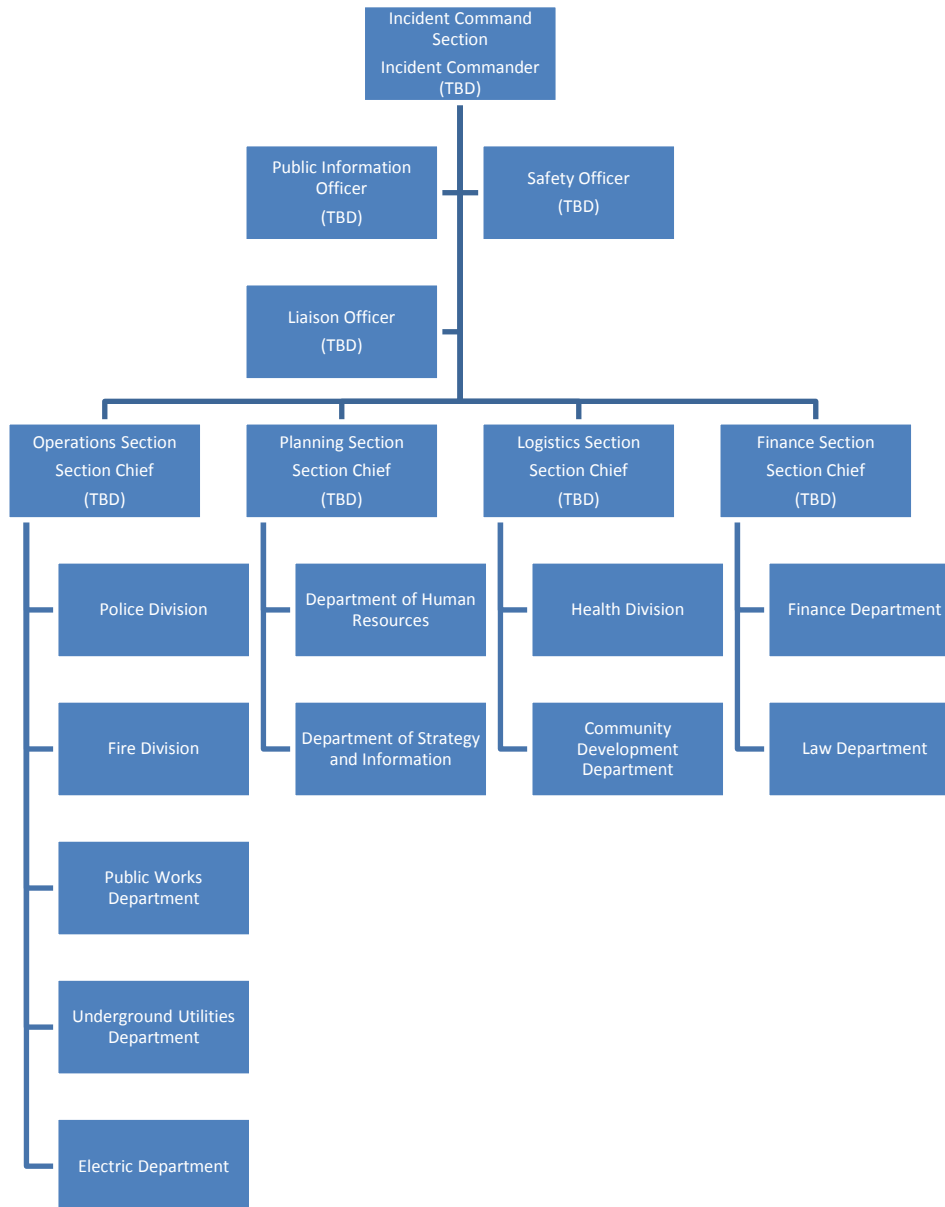 Incident Command
Section
Incident Commander
(TBD)
Public Information
Officer
(TBD)
Safety Officer
(TBD)
Liaison Officer
(TBD)
Operations Section
Section Chief
(TBD)
Planning Section
Section Chief
(TBD)
Logistics Section
Section Chief
(TBD)
Finance Section
Section Chief
(TBD)
Police Division
Department of Human
Resources
Health Division
Finance Department
Fire Division
Department of Strategy
and Information
Community
Development
Department
Law Department
Public Works
Department
Underground Utilities
Department
Electric Department